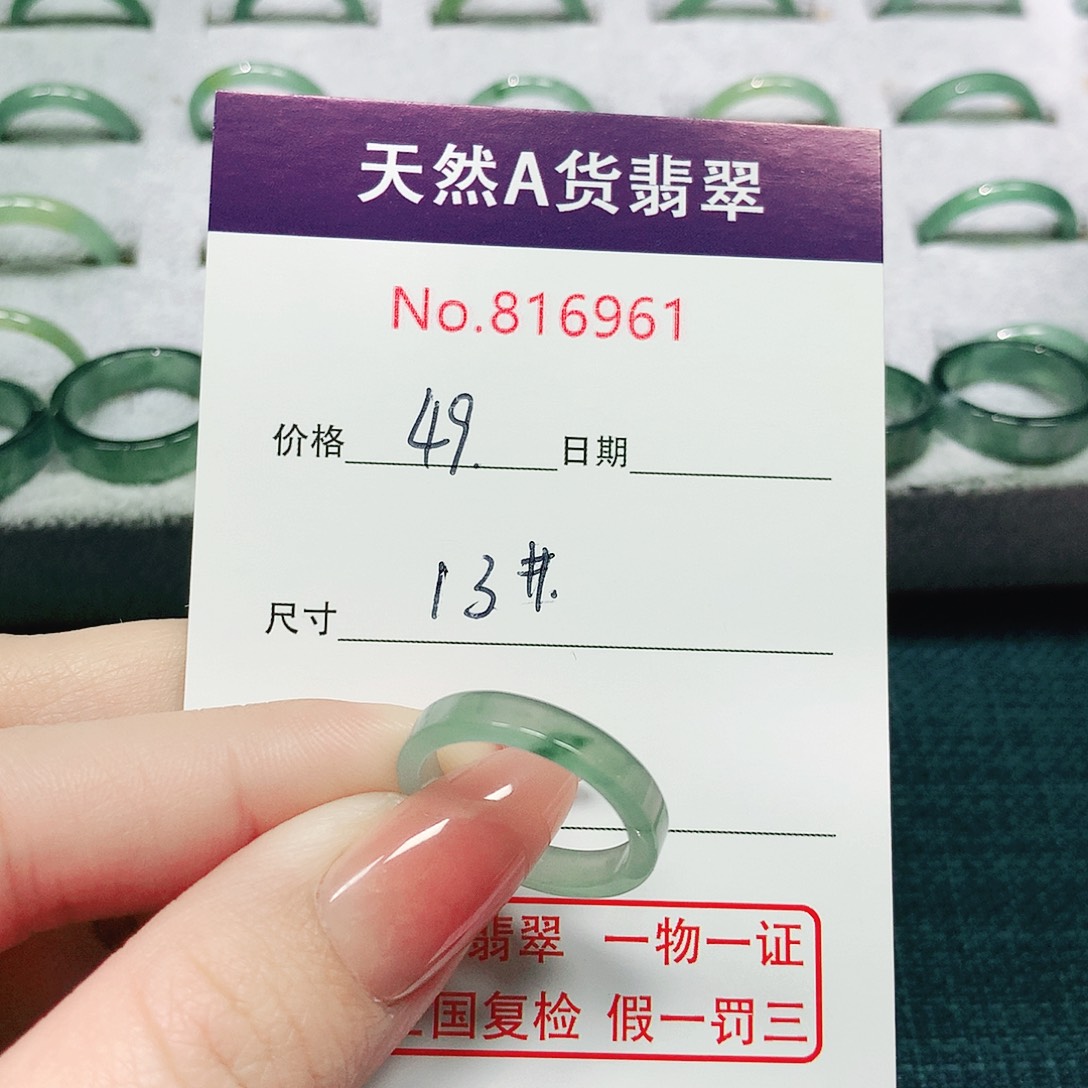 天然A货翡翠
No.816961
价格 49. 日期
尺寸 13#.
翡翠 一物一证
国复检 假一罚三